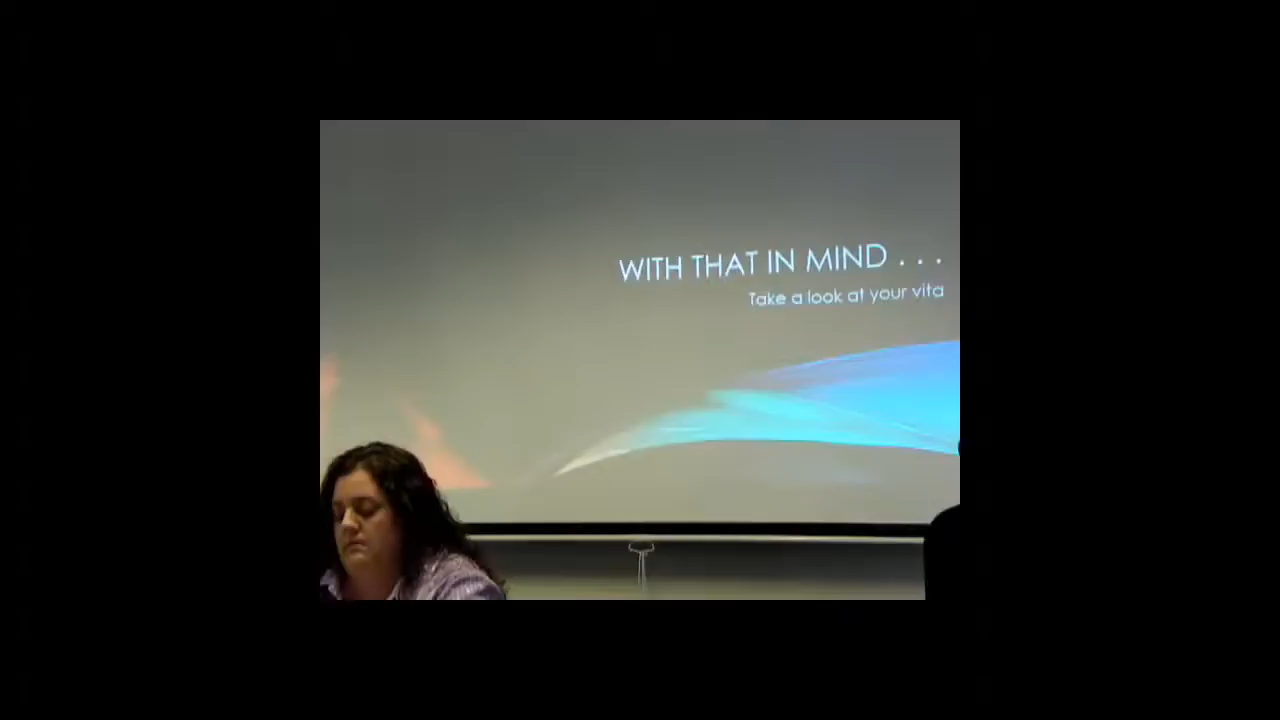 WITH THAT IN MIND . . .
Take a look at your vita